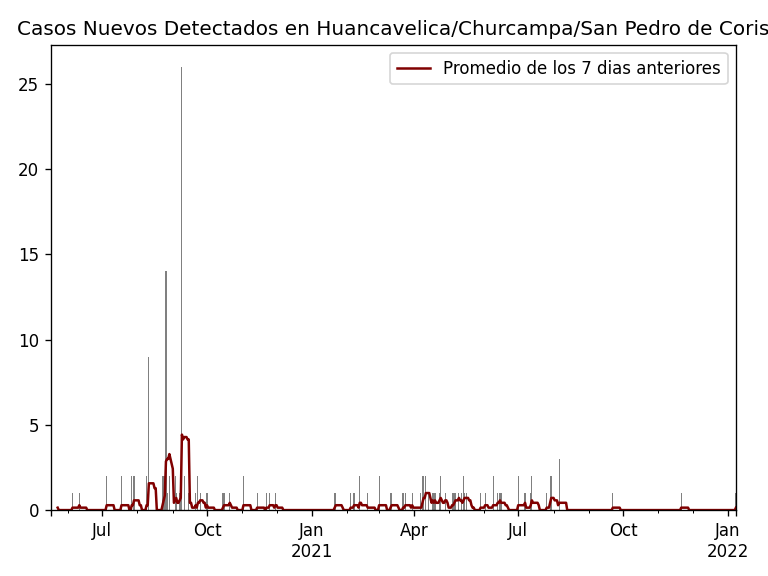 Casos Nuevos Detectados en Huancavelica/Churcampa/San Pedro de Coris
Promedio de los 7 dias anteriores
25
20
15
10
5
0
Jul Oct Jan Apr Jul Oct Jan
2021 2022